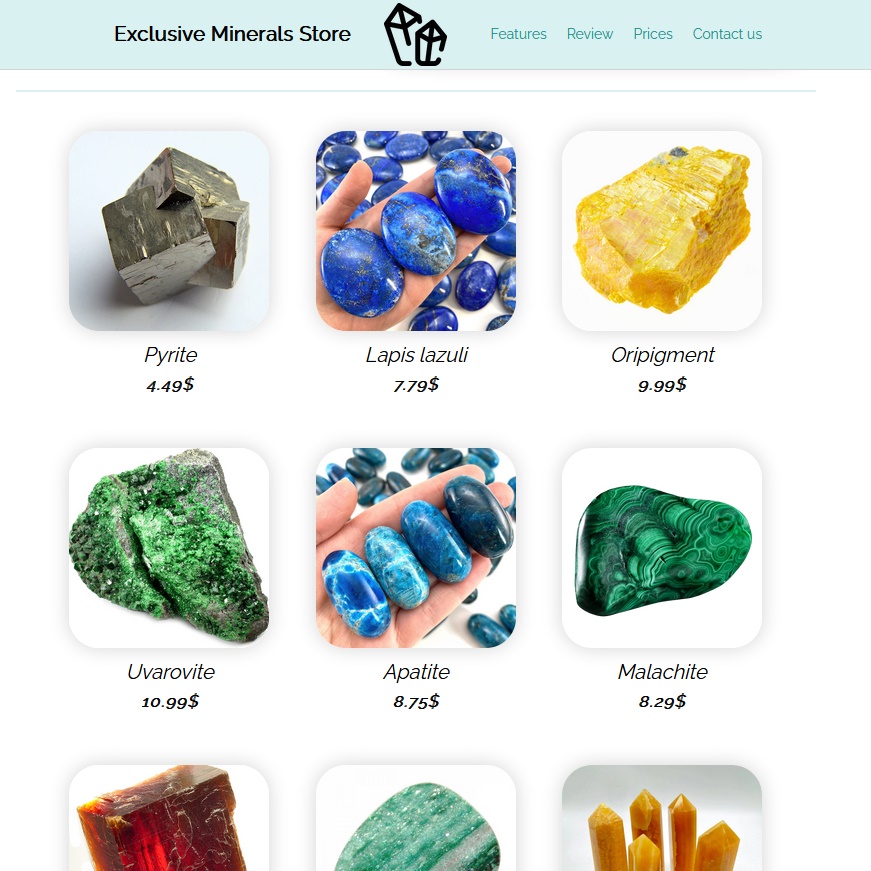 Exclusive Minerals Store
Features Review Prices Contact us
Pyrite Lapis lazuli Oripigment
4.49$ 7.79$ 9.99$
Uvarovite Apatite Malachite
10.99$ 8.75$ 8.29$